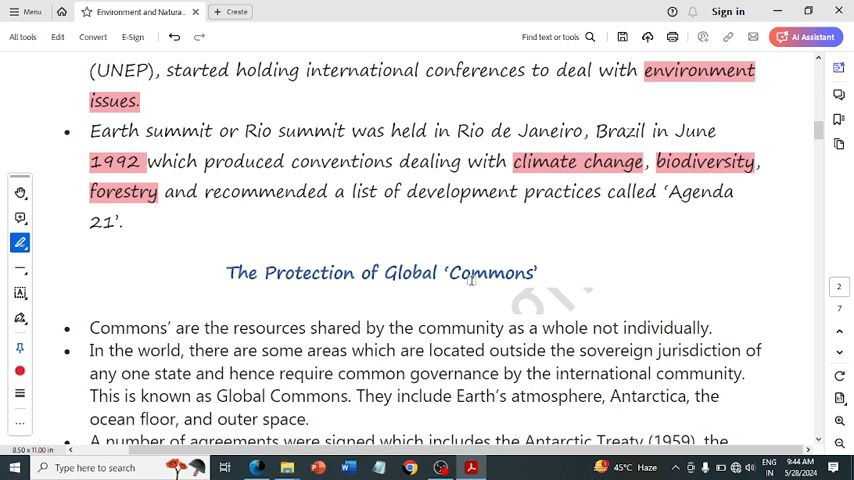 Menu
Environment and Natura...
Create
Sign in
All tools
Edit
Convert
E-Sign
Find text or tools
AI Assistant
(UNEP), started holding international conferences to deal with environment
issues.
• Earth summit or Rio summit was held in Rio de Janeiro, Brazil in June
1992 which produced conventions dealing with climate change, biodiversity,
forestry and recommended a list of development practices called ‘Agenda
21’.
The Protection of Global ‘Commons’
• Commons’ are the resources shared by the community as a whole not individually.
• In the world, there are some areas which are located outside the sovereign jurisdiction of
any one state and hence require common governance by the international community.
This is known as Global Commons. They include Earth’s atmosphere, Antarctica, the
ocean floor, and outer space.
• A number of agreements were signed which includes the Antarctic Treaty (1959), the
2
7
8.50 x 11.00 in
Type here to search
45°C Haze
ENG
IN
9:44 AM
5/28/2024